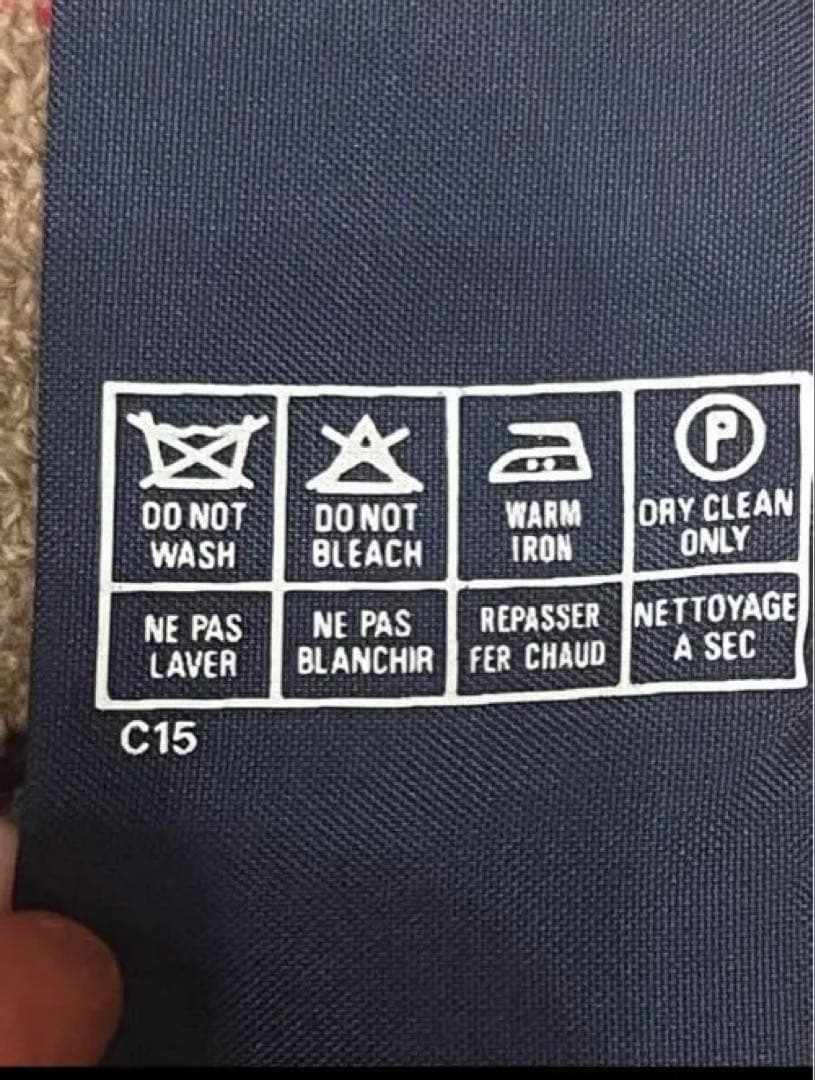 P
DO NOT
WASH
DO NOT
BLEACH
WARM
IRON
DRY CLEAN
ONLY
NE PAS
LAVER
NE PAS
BLANCHIR
REPASSER
FER CHAUD
NETTOYAGE
A SEC
C15